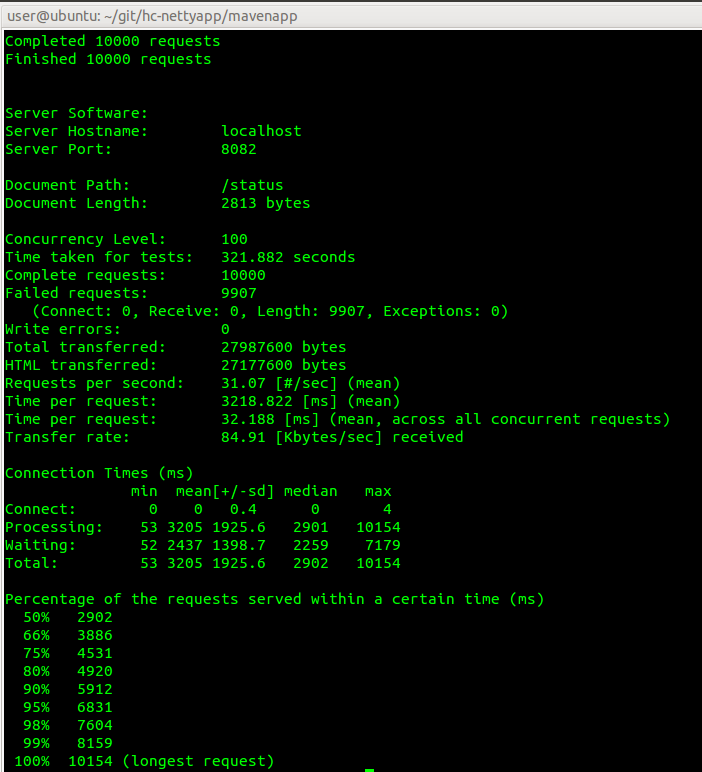 user@ubuntu: ~/git/hc-nettyapp/mavenapp
Completed 10000 requests
Finished 10000 requests
Server Software:
Server Hostname:        localhost
Server Port:            8082
Document Path:          /status
Document Length:        2813 bytes
Concurrency Level:      100
Time taken for tests:   321.882 seconds
Complete requests:      10000
Failed requests:        9907
   (Connect: 0, Receive: 0, Length: 9907, Exceptions: 0)
Write errors:           0
Total transferred:      27987600 bytes
HTML transferred:       27177600 bytes
Requests per second:    31.07 [#/sec] (mean)
Time per request:       3218.822 [ms] (mean)
Time per request:       32.188 [ms] (mean, across all concurrent requests)
Transfer rate:          84.91 [Kbytes/sec] received
Connection Times (ms)
              min  mean[+/-sd] median   max
Connect:        0    0   0.4      0       4
Processing:    53 3205 1925.6   2901   10154
Waiting:       52 2437 1398.7   2259    7179
Total:         53 3205 1925.6   2902   10154
Percentage of the requests served within a certain time (ms)
  50%   2902
  66%   3886
  75%   4531
  80%   4920
  90%   5912
  95%   6831
  98%   7604
  99%   8159
 100%  10154 (longest request)